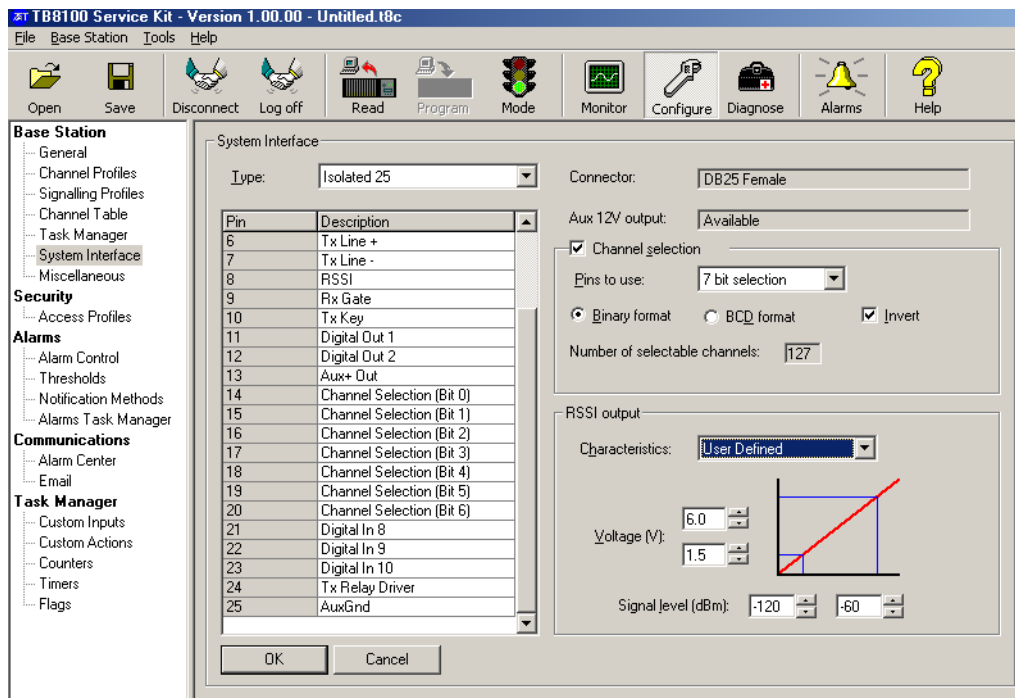 TB8100 Service Kit - Version 1.00.00 - Untitled.t8c
File Base Station Tools Help
Open Save Disconnect Log off Read Program Mode Monitor Configure Diagnose Alarms Help
Base Station
General
Channel Profiles
Signalling Profiles
Channel Table
Task Manager
System Interface
Miscellaneous
Security
Access Profiles
Alarms
Alarm Control
Thresholds
Notification Methods
Alarms Task Manager
Communications
Alarm Center
Email
Task Manager
Custom Inputs
Custom Actions
Counters
Timers
Flags
System Interface
Type: Isolated 25
Pin Description
6 Tx Line +
7 Tx Line -
8 RSSI
9 Rx Gate
10 Tx Key
11 Digital Out 1
12 Digital Out 2
13 Aux+ Out
14 Channel Selection (Bit 0)
15 Channel Selection (Bit 1)
16 Channel Selection (Bit 2)
17 Channel Selection (Bit 3)
18 Channel Selection (Bit 4)
19 Channel Selection (Bit 5)
20 Channel Selection (Bit 6)
21 Digital In 8
22 Digital In 9
23 Digital In 10
24 Tx Relay Driver
25 AuxGnd
OK Cancel
Connector: DB25 Female
Aux 12V output: Available
Channel selection
Pins to use: 7 bit selection
Binary format BCD format Invert
Number of selectable channels: 127
RSSI output
Characteristics: User Defined
Voltage (V): 6.0
1.5
Signal level (dBm): -120 -60